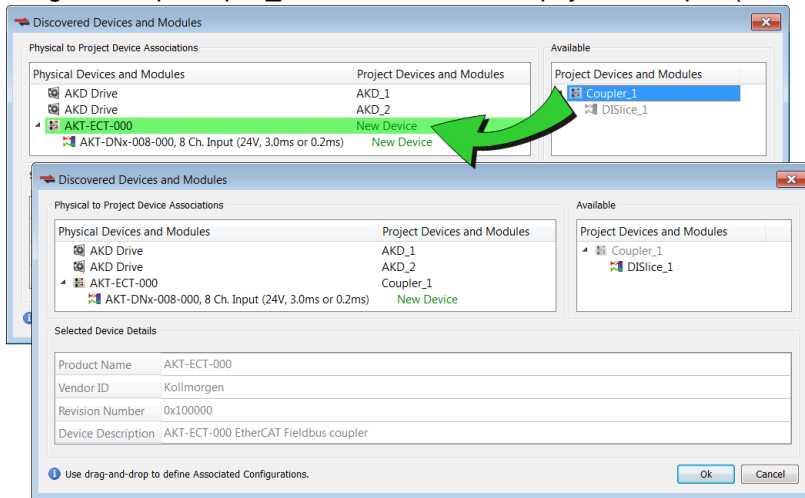 Discovered Devices and Modules
Physical to Project Device Associations
Available
Physical Devices and Modules Project Devices and Modules
Project Devices and Modules
AKD Drive AKD_1
Coupler_1
AKD Drive AKD_2
DISlice_1
AKT-ECT-000 New Device
AKT-DNx-008-000, 8 Ch. Input (24V, 3.0ms or 0.2ms) New Device
Discovered Devices and Modules
Physical to Project Device Associations
Available
Physical Devices and Modules Project Devices and Modules
Project Devices and Modules
AKD Drive AKD_1
Coupler_1
AKD Drive AKD_2
DISlice_1
AKT-ECT-000 Coupler_1
AKT-DNx-008-000, 8 Ch. Input (24V, 3.0ms or 0.2ms) New Device
Selected Device Details
Product Name AKT-ECT-000
Vendor ID Kollmorgen
Revision Number 0x100000
Device Description AKT-ECT-000 EtherCAT Fieldbus coupler
Use drag-and-drop to define Associated Configurations.
Ok Cancel